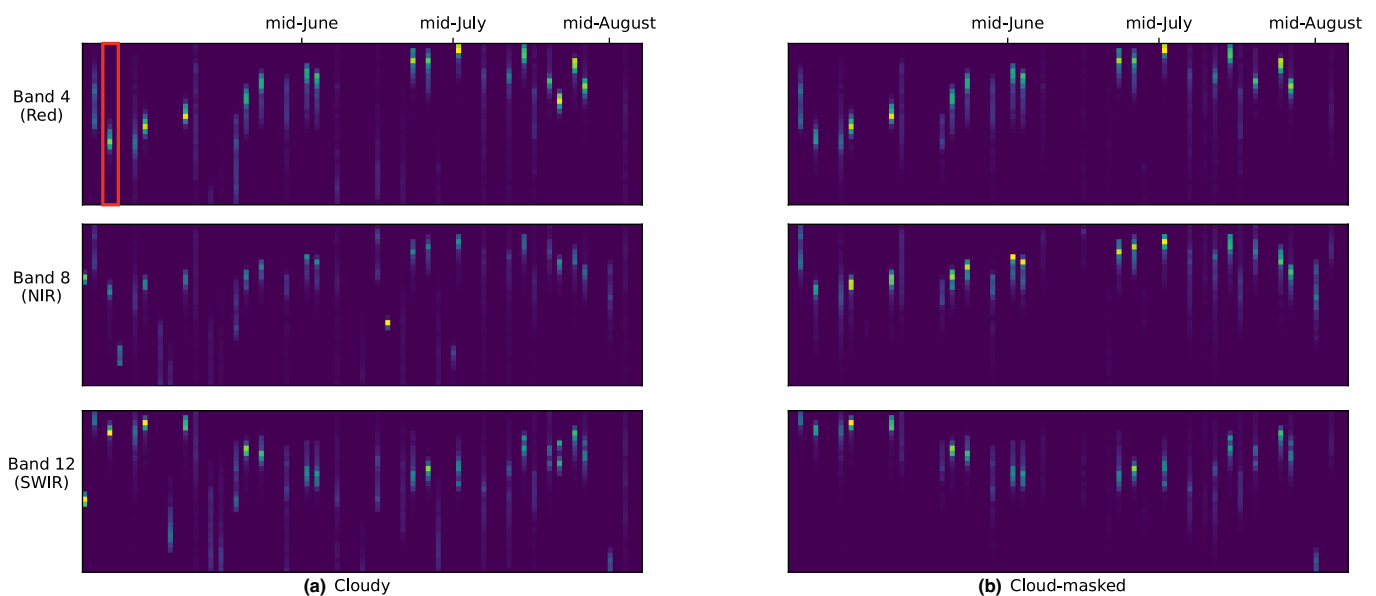 mid-June mid-July mid-August mid-June mid-July mid-August
Band 4
(Red)
Band 8
(NIR)
Band 12
(SWIR)
(a) Cloudy (b) Cloud-masked